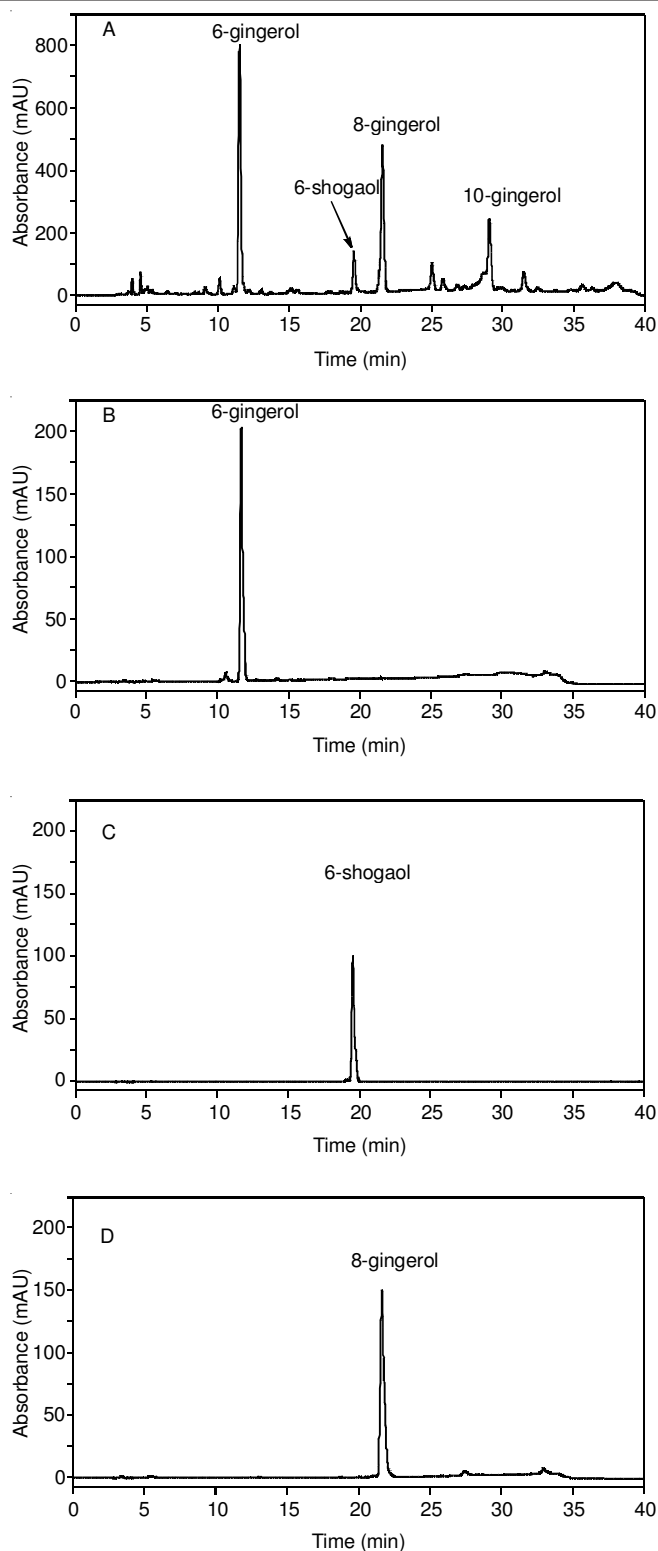 A
6-gingerol
800
8-gingerol
600
6-shogaol
10-gingerol
400
200
0
Absorbance (mAU)
0 5 10 15 20 25 30 35 40
Time (min)
B
6-gingerol
200
150
100
50
0
Absorbance (mAU)
0 5 10 15 20 25 30 35 40
Time (min)
C
200
6-shogaol
150
100
50
0
Absorbance (mAU)
0 5 10 15 20 25 30 35 40
Time (min)
D
200
8-gingerol
150
100
50
0
Absorbance (mAU)
0 5 10 15 20 25 30 35 40
Time (min)